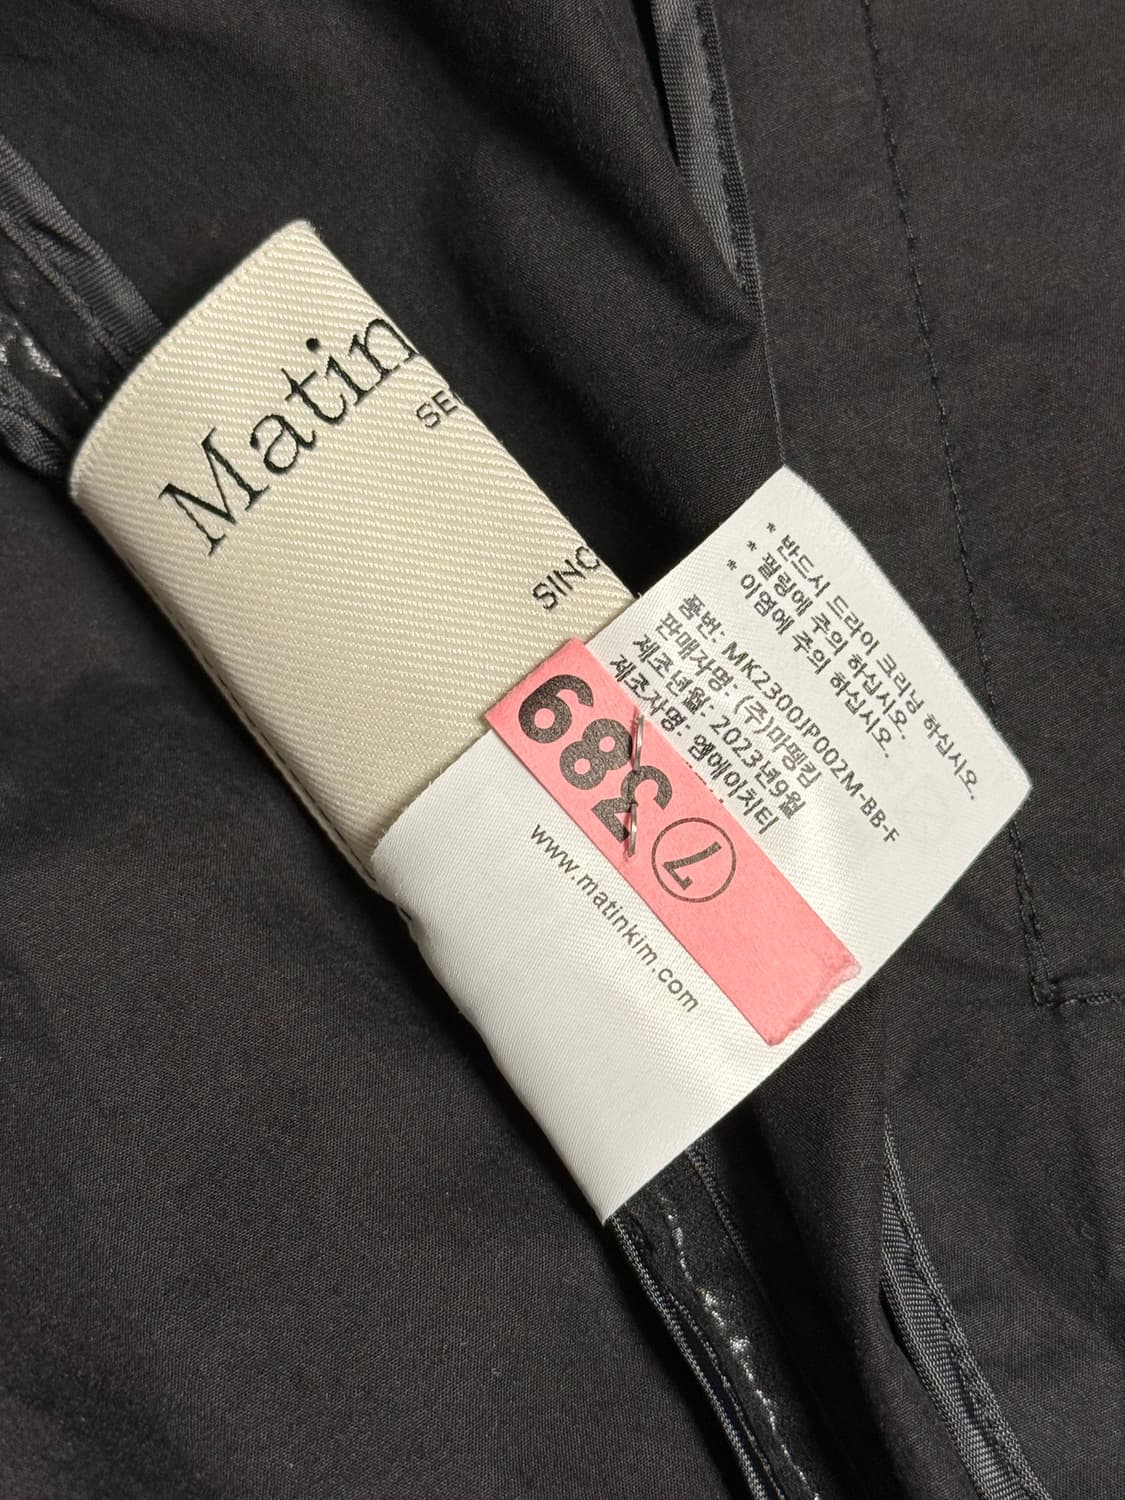 Matin
SE
SINC
* 반드시 드라이 크리닝 하십시오.
* 필링에 주의 하십시오.
* 이염에 주의 하십시오.
품번: MK2300JP002M-BB-F
판매자명: (주)마뗑킴
제조년월: 2023년9월
제조자명: 엠에이치티
⑦389
www.matinkim.com